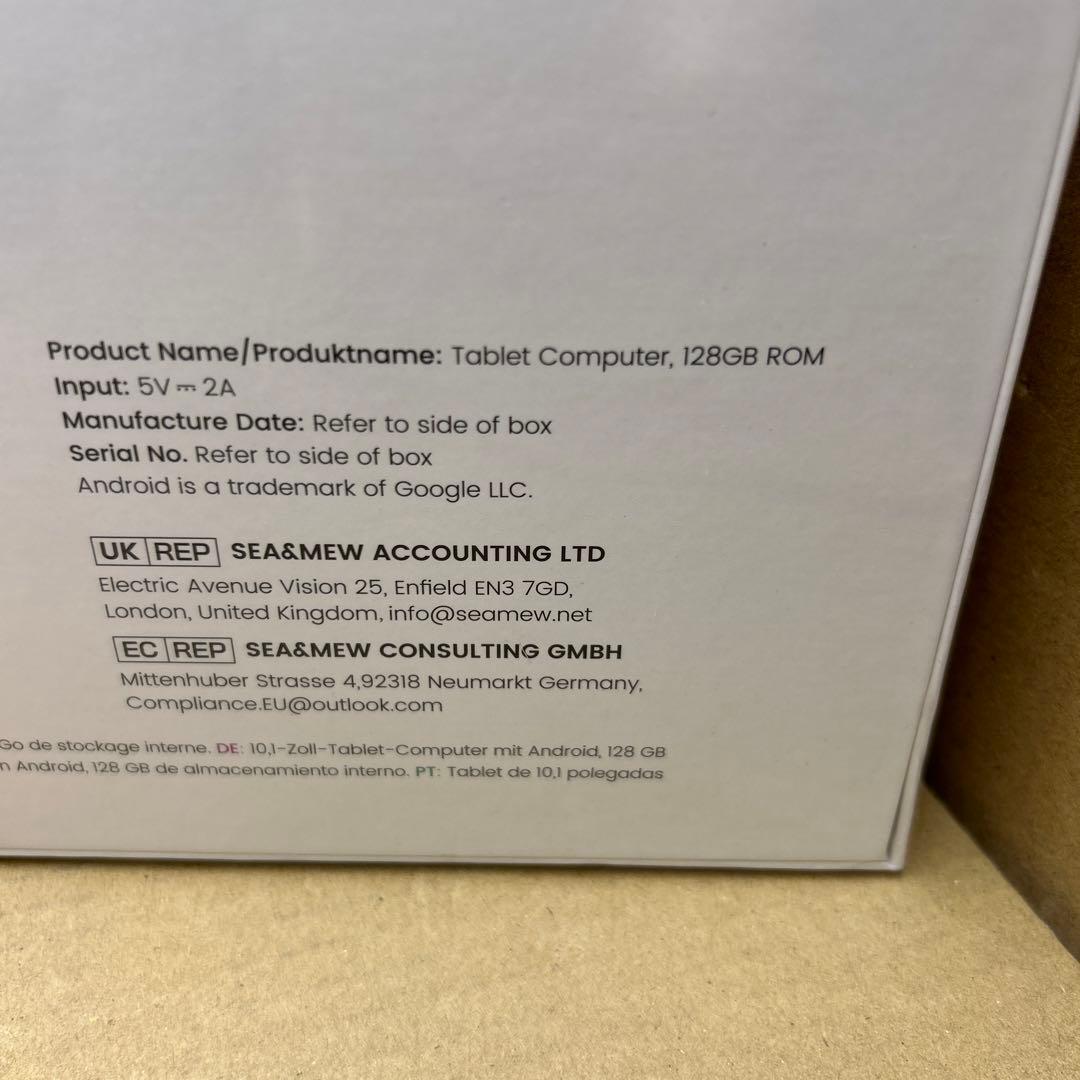 Product Name/Produktname: Tablet Computer, 128GB ROM
Input: 5V ⎓ 2A
Manufacture Date: Refer to side of box
Serial No. Refer to side of box
Android is a trademark of Google LLC.
UK REP SEA&MEW ACCOUNTING LTD
Electric Avenue Vision 25, Enfield EN3 7GD,
London, United Kingdom, info@seamew.net
EC REP SEA&MEW CONSULTING GMBH
Mittenhuber Strasse 4,92318 Neumarkt Germany,
Compliance.EU@outlook.com
Go de stockage interne. DE: 10,1-Zoll-Tablet-Computer mit Android, 128 GB
Android, 128 GB de almacenamiento interno. PT: Tablet de 10,1 polegadas